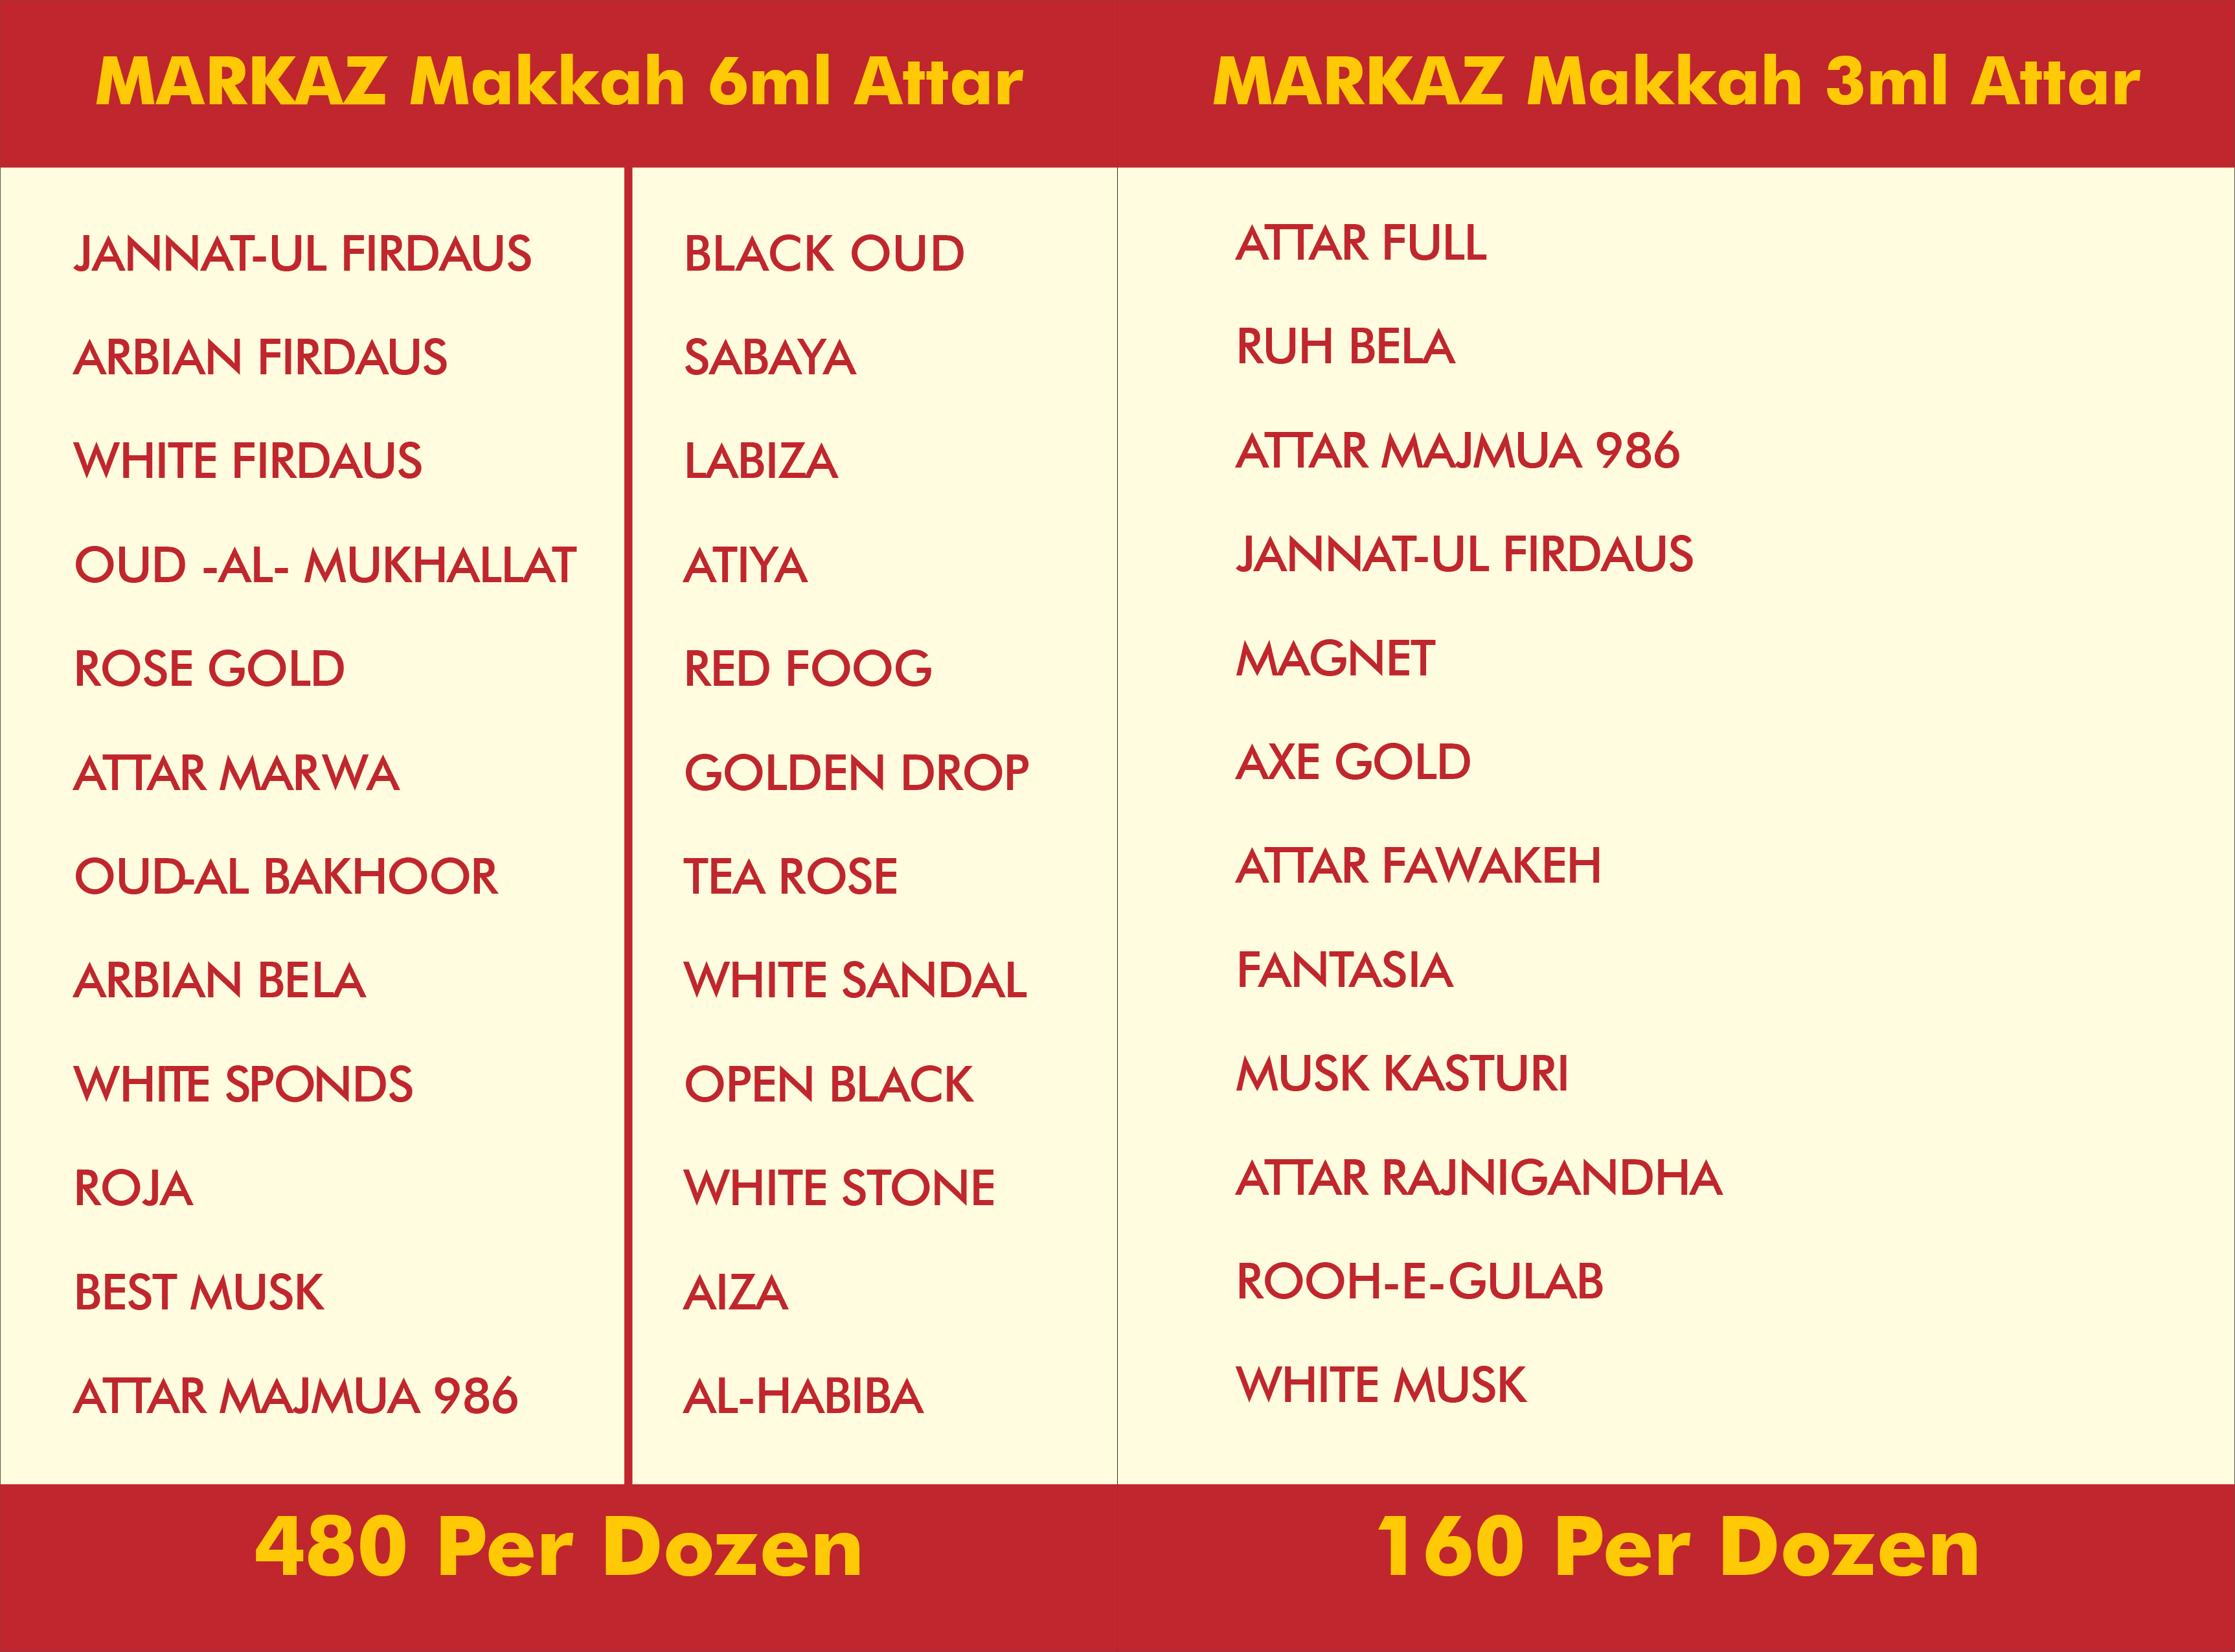 MARKAZ Makkah 6ml Attar
JANNAT-UL FIRDAUS
ARBIAN FIRDAUS
WHITE FIRDAUS
OUD -AL- MUKHALLAT
ROSE GOLD
ATTAR MARWA
OUD-AL BAKHOOR
ARBIAN BELA
WHITE SPONDS
ROJA
BEST MUSK
ATTAR MAJMUA 986
BLACK OUD
SABAYA
LABIZA
ATIYA
RED FOOG
GOLDEN DROP
TEA ROSE
WHITE SANDAL
OPEN BLACK
WHITE STONE
AIZA
AL-HABIBA
480 Per Dozen
MARKAZ Makkah 3ml Attar
ATTAR FULL
RUH BELA
ATTAR MAJMUA 986
JANNAT-UL FIRDAUS
MAGNET
AXE GOLD
ATTAR FAWAKEH
FANTASIA
MUSK KASTURI
ATTAR RAJNIGANDHA
ROOH-E-GULAB
WHITE MUSK
160 Per Dozen